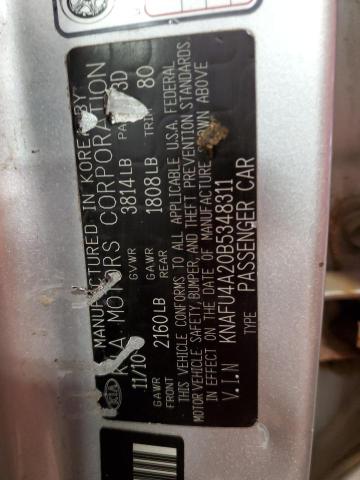 MANUFACTURED IN KOREA BY
KIA MOTORS CORPORATION
11/10 GVWR 3814LB PA 3D
GAWR FRONT 2160LB GAWR REAR 1808LB TRIM 80
THIS VEHICLE CONFORMS TO ALL APPLICABLE U.S.A. FEDERAL
MOTOR VEHICLE SAFETY, BUMPER, AND THEFT PREVENTION STANDARDS
IN EFFECT ON THE DATE OF MANUFACTURE SHOWN ABOVE
V.I.N KNAFU4A20B5348311
TYPE PASSENGER CAR